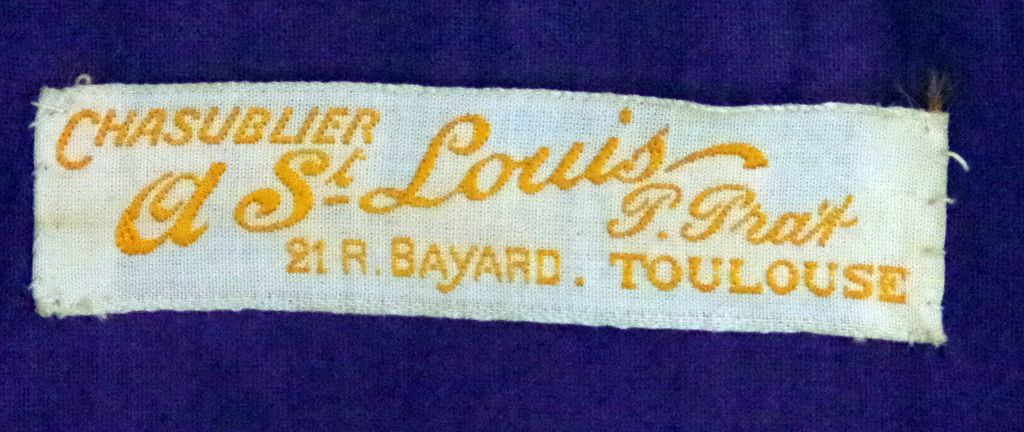 CHASUBLIER
A St Louis
P. Prat
21 R. BAYARD. TOULOUSE